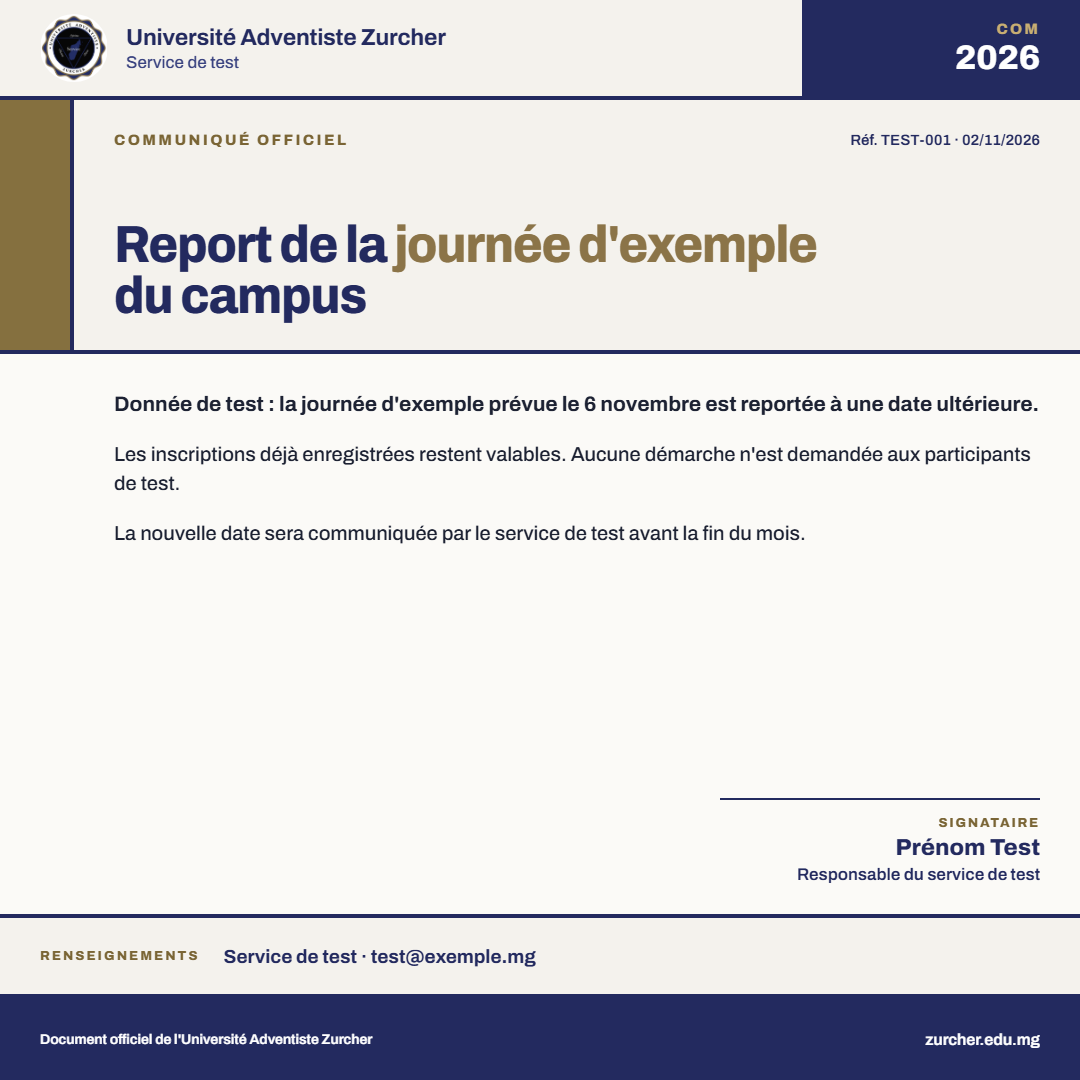 UNIVERSITÉ ADVENTISTE
ZURCHER
Université Adventiste Zurcher
Service de test
COM
2026
COMMUNIQUÉ OFFICIEL
Réf. TEST-001 · 02/11/2026
Report de la journée d'exemple
du campus
Donnée de test : la journée d'exemple prévue le 6 novembre est reportée à une date ultérieure.
Les inscriptions déjà enregistrées restent valables. Aucune démarche n'est demandée aux participants
de test.
La nouvelle date sera communiquée par le service de test avant la fin du mois.
SIGNATAIRE
Prénom Test
Responsable du service de test
RENSEIGNEMENTS
Service de test · test@exemple.mg
Document officiel de l'Université Adventiste Zurcher
zurcher.edu.mg